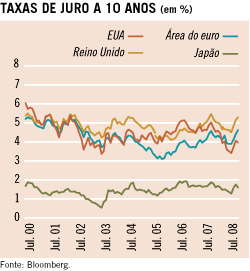 TAXAS DE JURO A 10 ANOS (em %)
EUA
Área do euro
Reino Unido
Japão
8
7
6
5
4
3
2
1
0
Jul. 00
Jul. 01
Jul. 02
Jul. 03
Jul. 04
Jul. 05
Jul. 06
Jul. 07
Jul. 08
Fonte: Bloomberg.